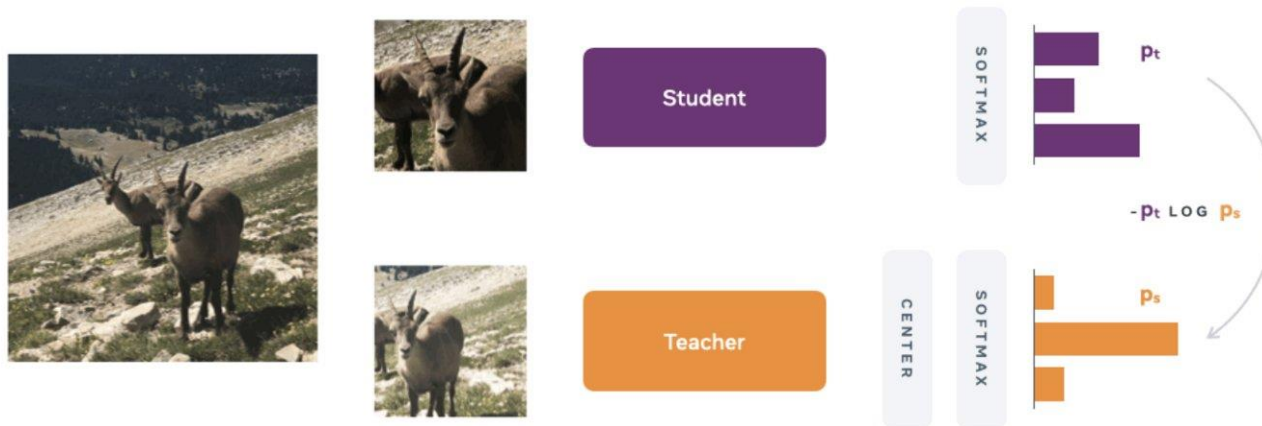 Student
SOFTMAX
pt
-pt LOG ps
Teacher
CENTER
SOFTMAX
ps